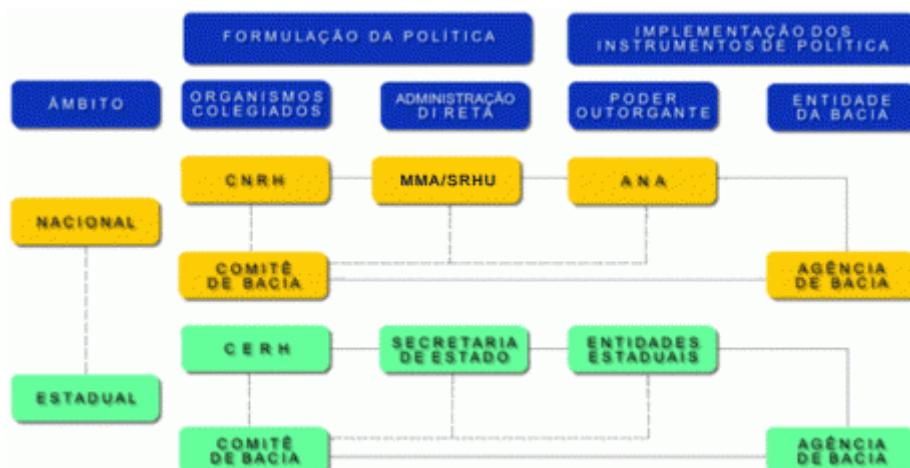 FORMULAÇÃO DA POLÍTICA
IMPLEMENTAÇÃO DOS
INSTRUMENTOS DE POLÍTICA
ÂMBITO
ORGANISMOS
COLEGIADOS
ADMINISTRAÇÃO
DIRETA
PODER
OUTORGANTE
ENTIDADE
DA BACIA
NACIONAL
CNRH
MMA/SRHU
ANA
COMITÊ
DE BACIA
AGÊNCIA
DE BACIA
ESTADUAL
CERH
SECRETARIA
DE ESTADO
ENTIDADES
ESTADUAIS
COMITÊ
DE BACIA
AGÊNCIA
DE BACIA